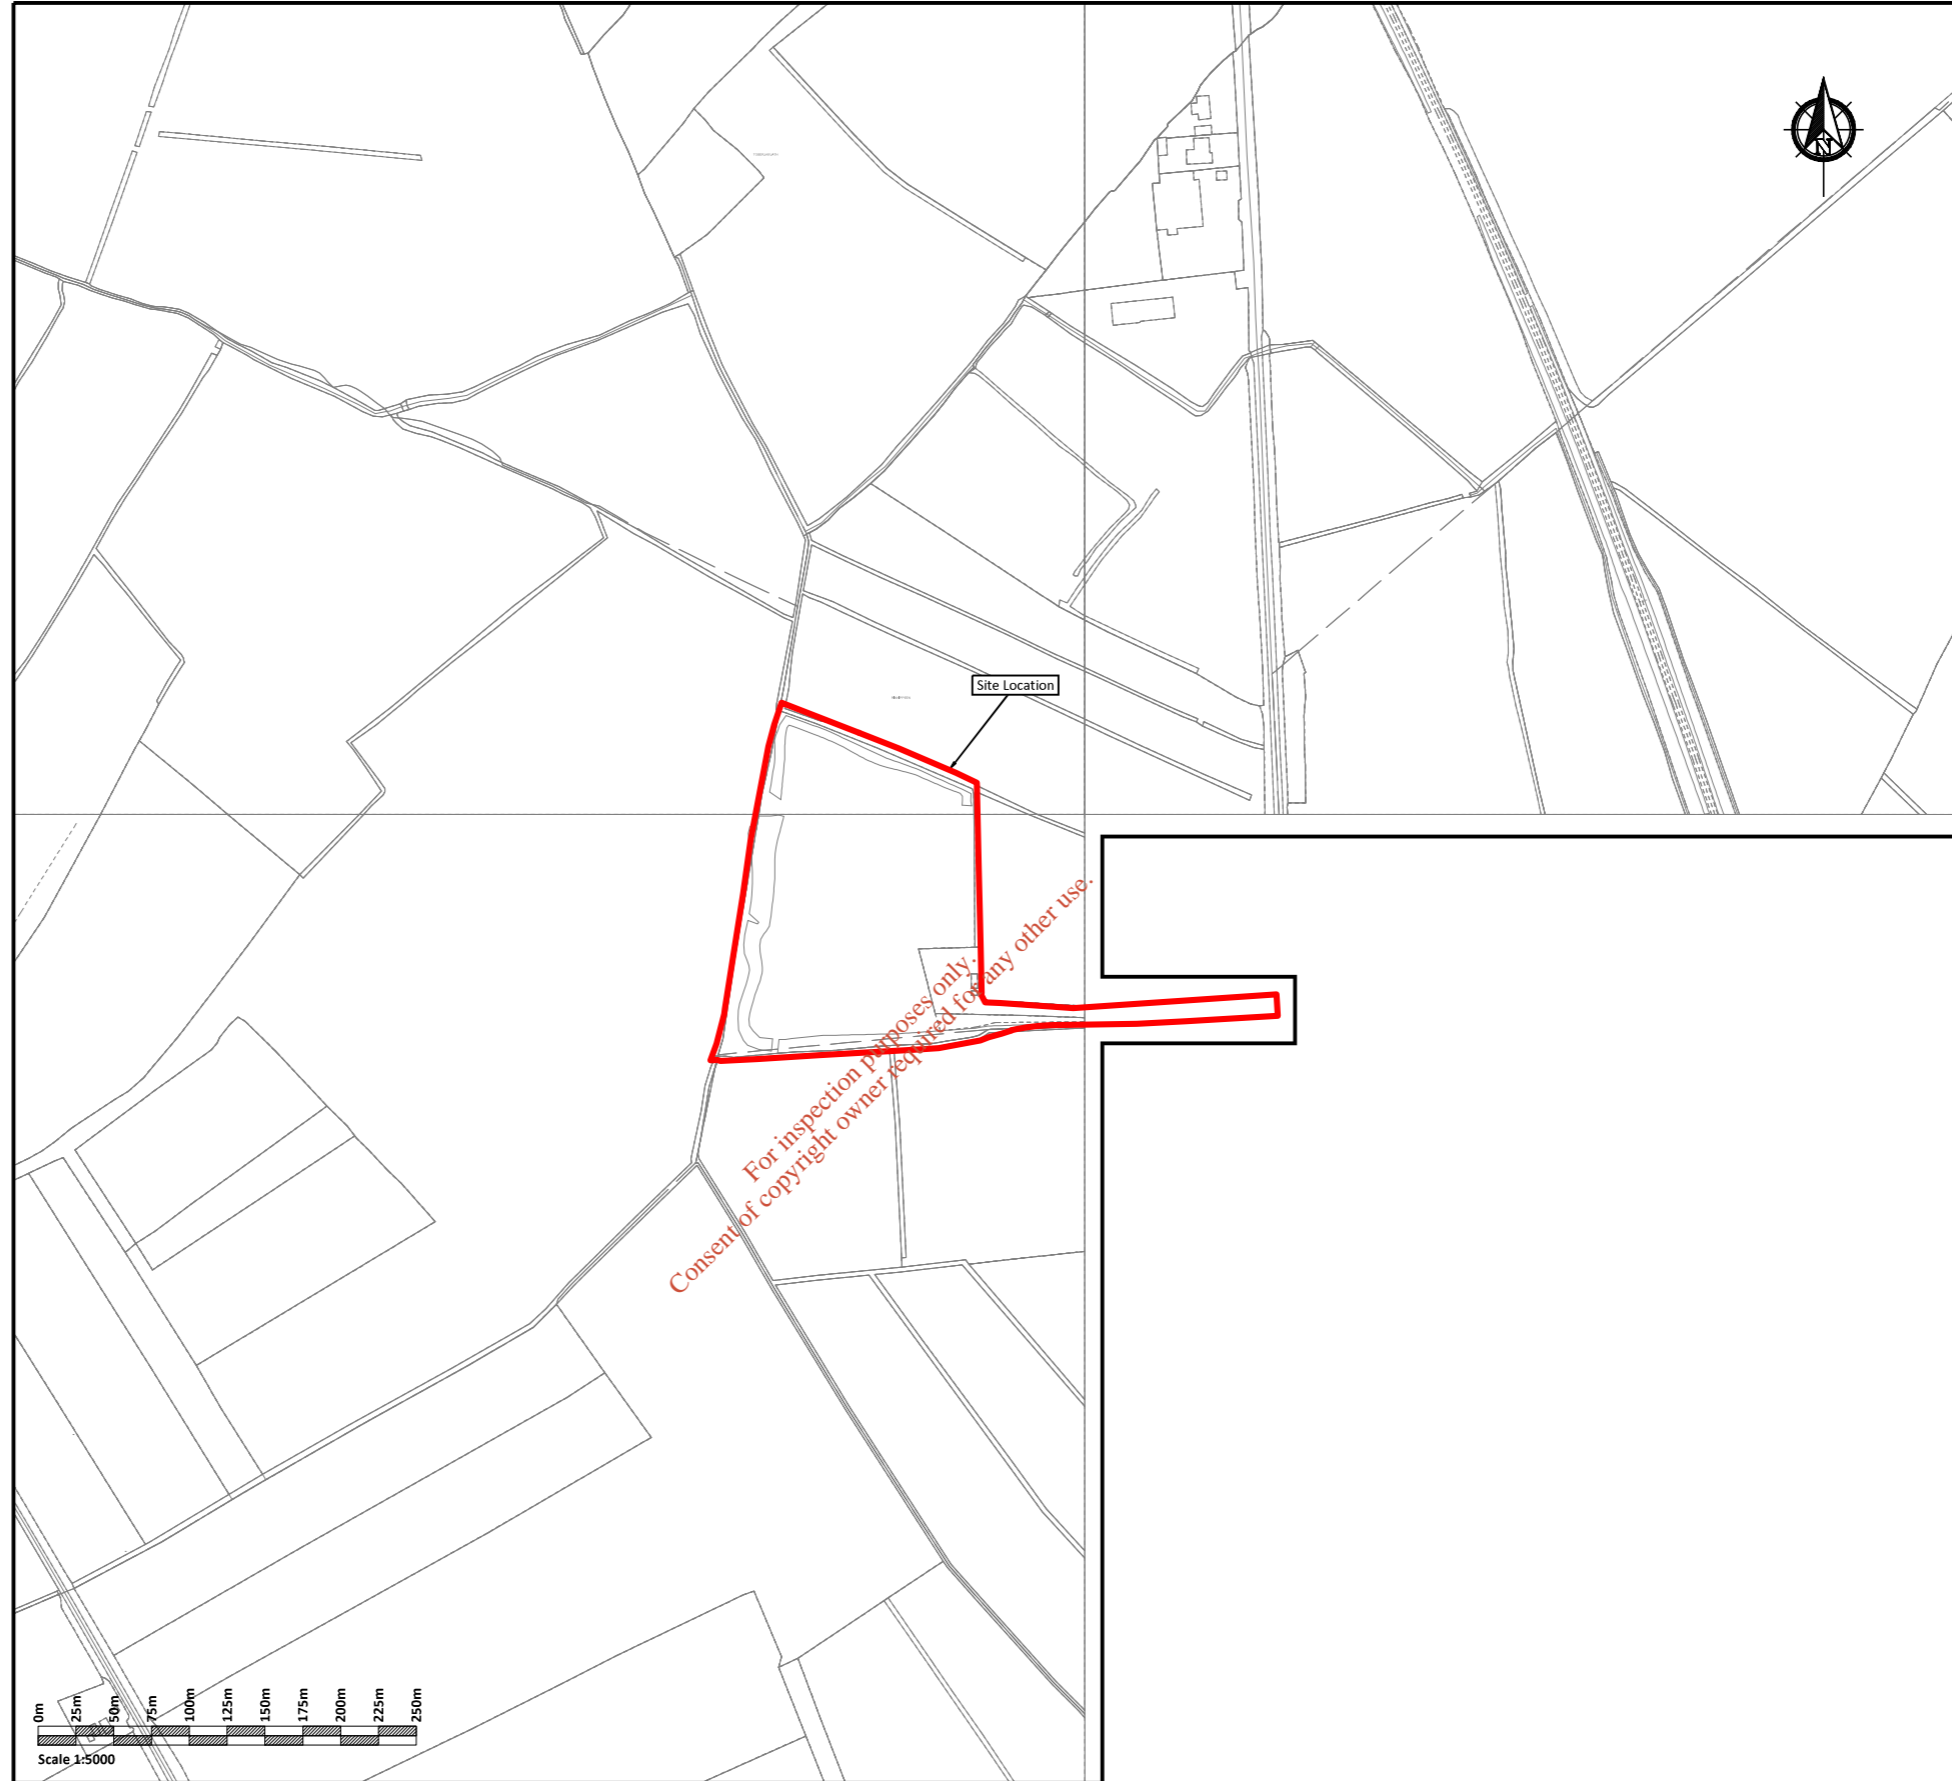 N
Site Location
For inspection purposes only.
Consent of copyright owner required for any other use.
0m
25m
50m
75m
100m
125m
150m
175m
200m
225m
250m
Scale 1:5000